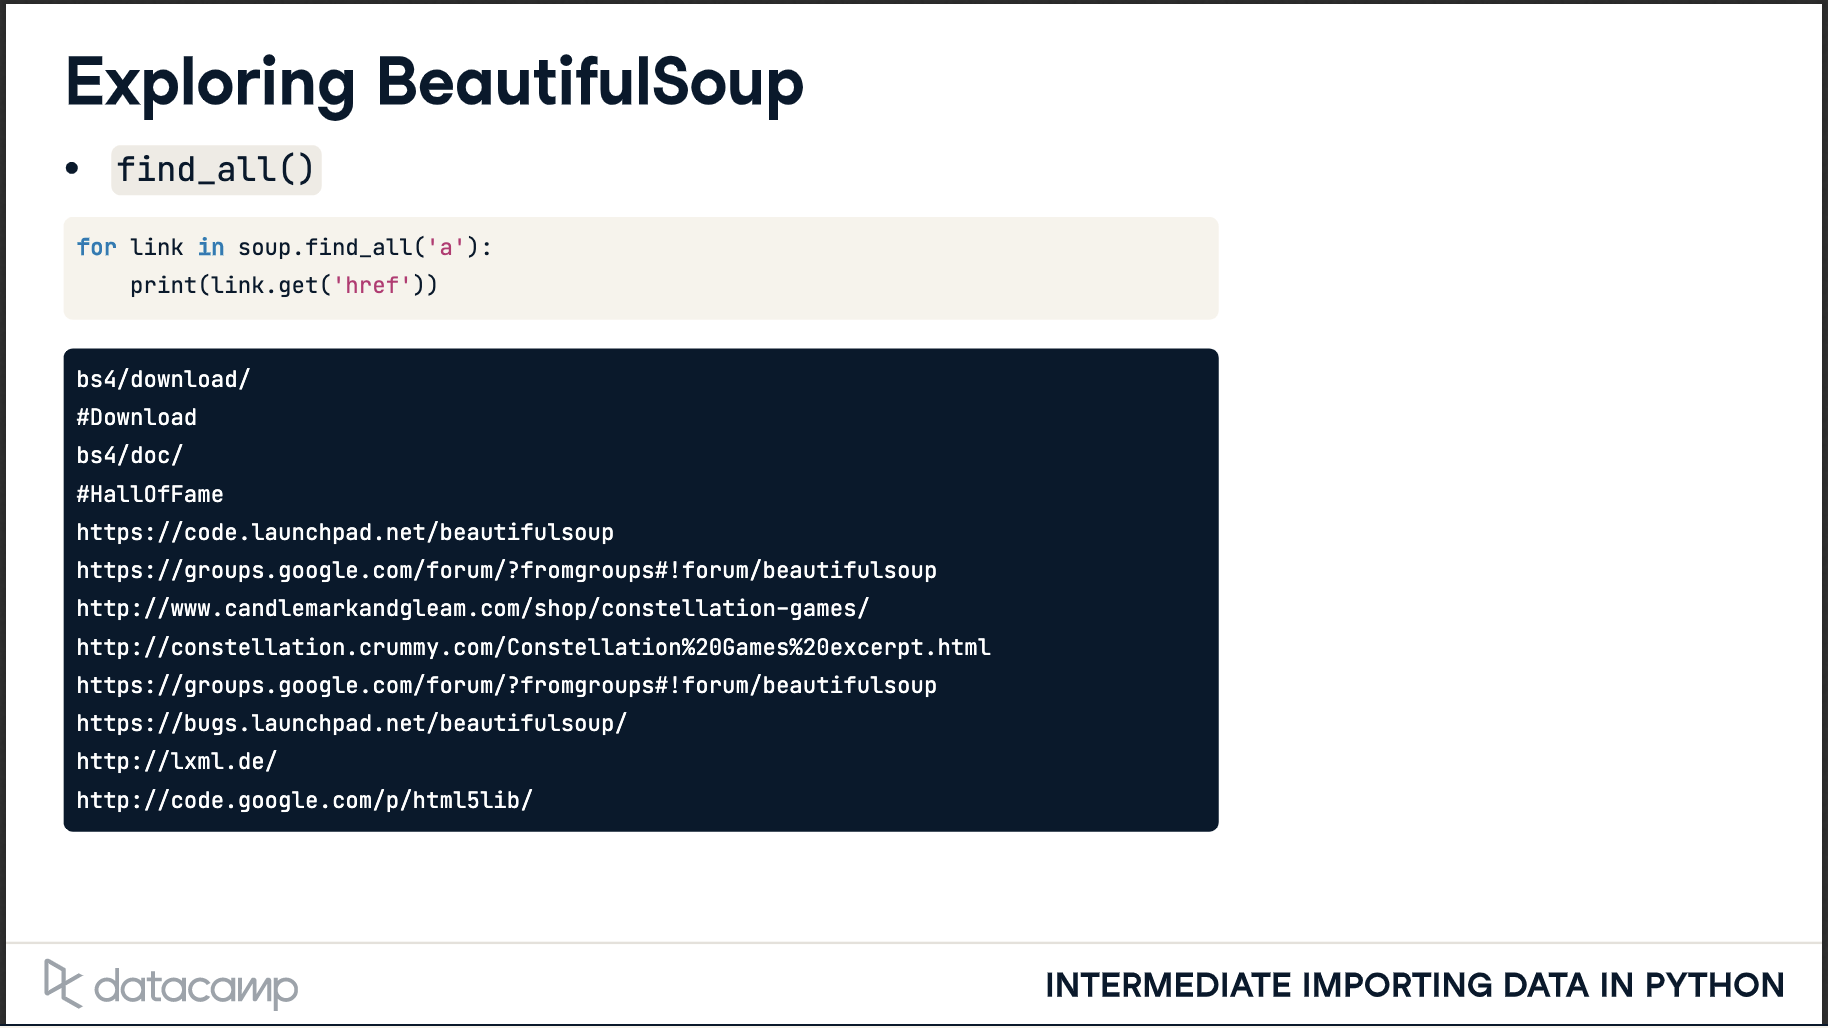 Exploring BeautifulSoup
• find_all()
for link in soup.find_all('a'):
    print(link.get('href'))
bs4/download/
#Download
bs4/doc/
#HallOfFame
https://code.launchpad.net/beautifulsoup
https://groups.google.com/forum/?fromgroups#!forum/beautifulsoup
http://www.candlemarkandgleam.com/shop/constellation-games/
http://constellation.crummy.com/Constellation%20Games%20excerpt.html
https://groups.google.com/forum/?fromgroups#!forum/beautifulsoup
https://bugs.launchpad.net/beautifulsoup/
http://lxml.de/
http://code.google.com/p/html5lib/
datacamp
INTERMEDIATE IMPORTING DATA IN PYTHON